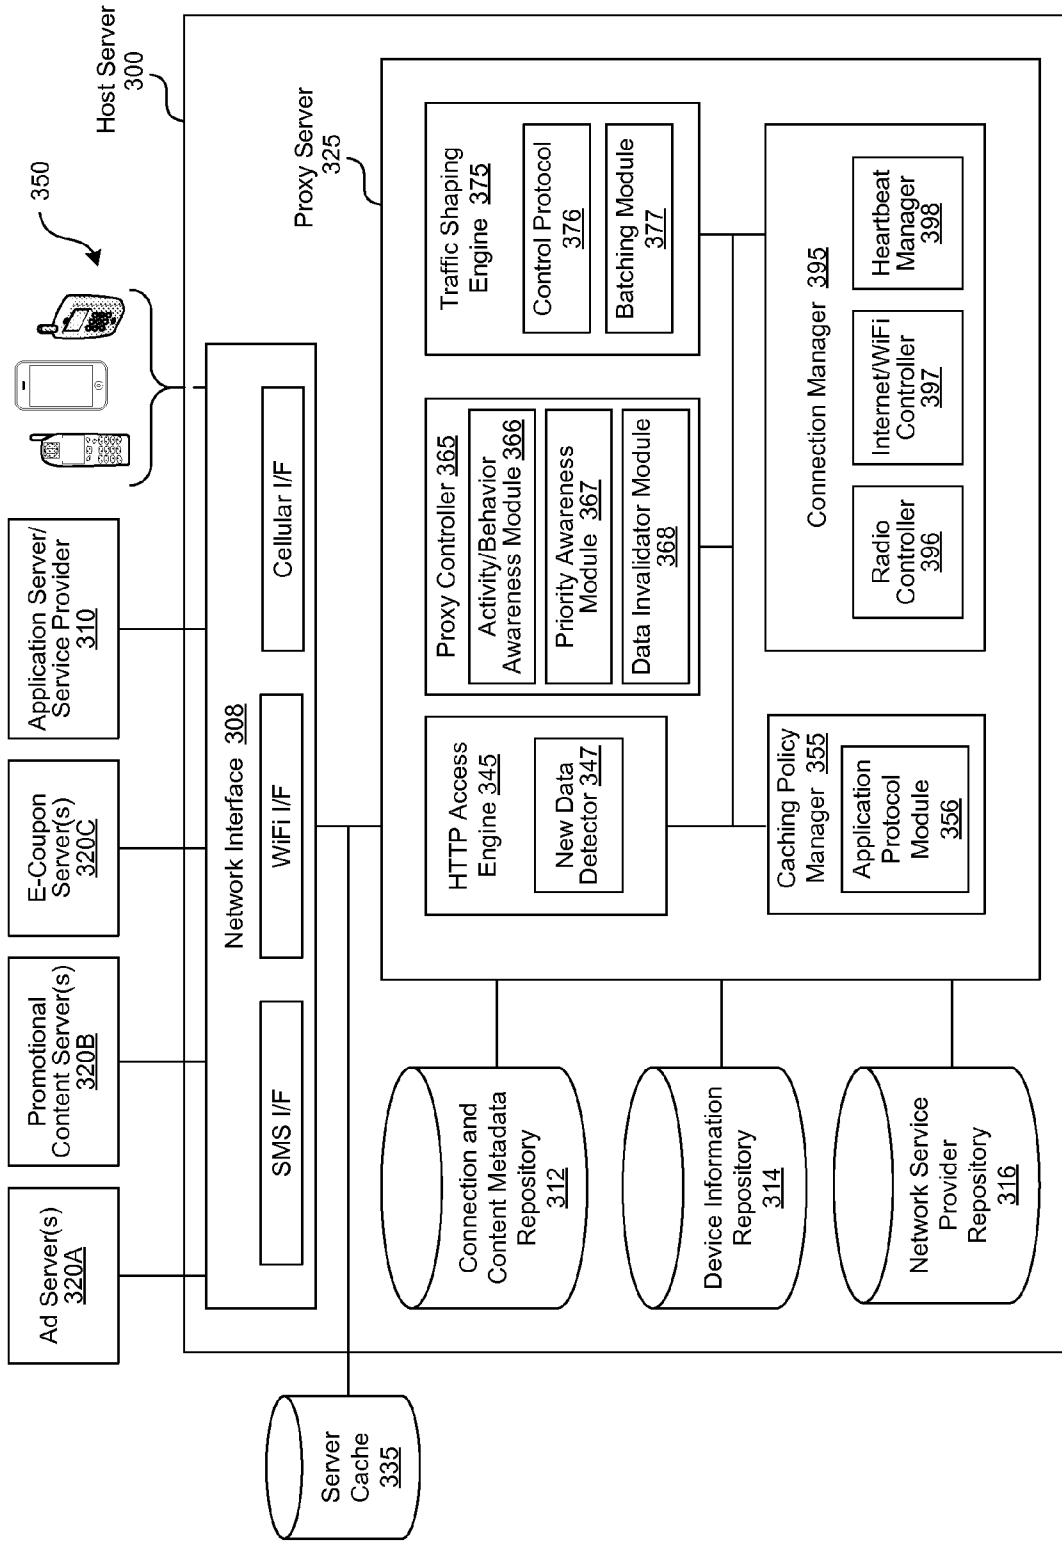 Ad Server(s)
320A
Promotional
Content Server(s)
320B
E-Coupon
Server(s)
320C
Application Server/
Service Provider
310
350
Host Server
300
Server
Cache
335
Network Interface 308
SMS I/F
WiFi I/F
Cellular I/F
Proxy Server
325
Connection and
Content Metadata
Repository
312
Device Information
Repository
314
Network Service
Provider
Repository
316
HTTP Access
Engine 345
New Data
Detector 347
Proxy Controller 365
Activity/Behavior
Awareness Module 366
Priority Awareness
Module 367
Data Invalidator Module
368
Traffic Shaping
Engine 375
Control Protocol
376
Batching Module
377
Caching Policy
Manager 355
Application
Protocol
Module
356
Connection Manager 395
Radio
Controller
396
Internet/WiFi
Controller
397
Heartbeat
Manager
398